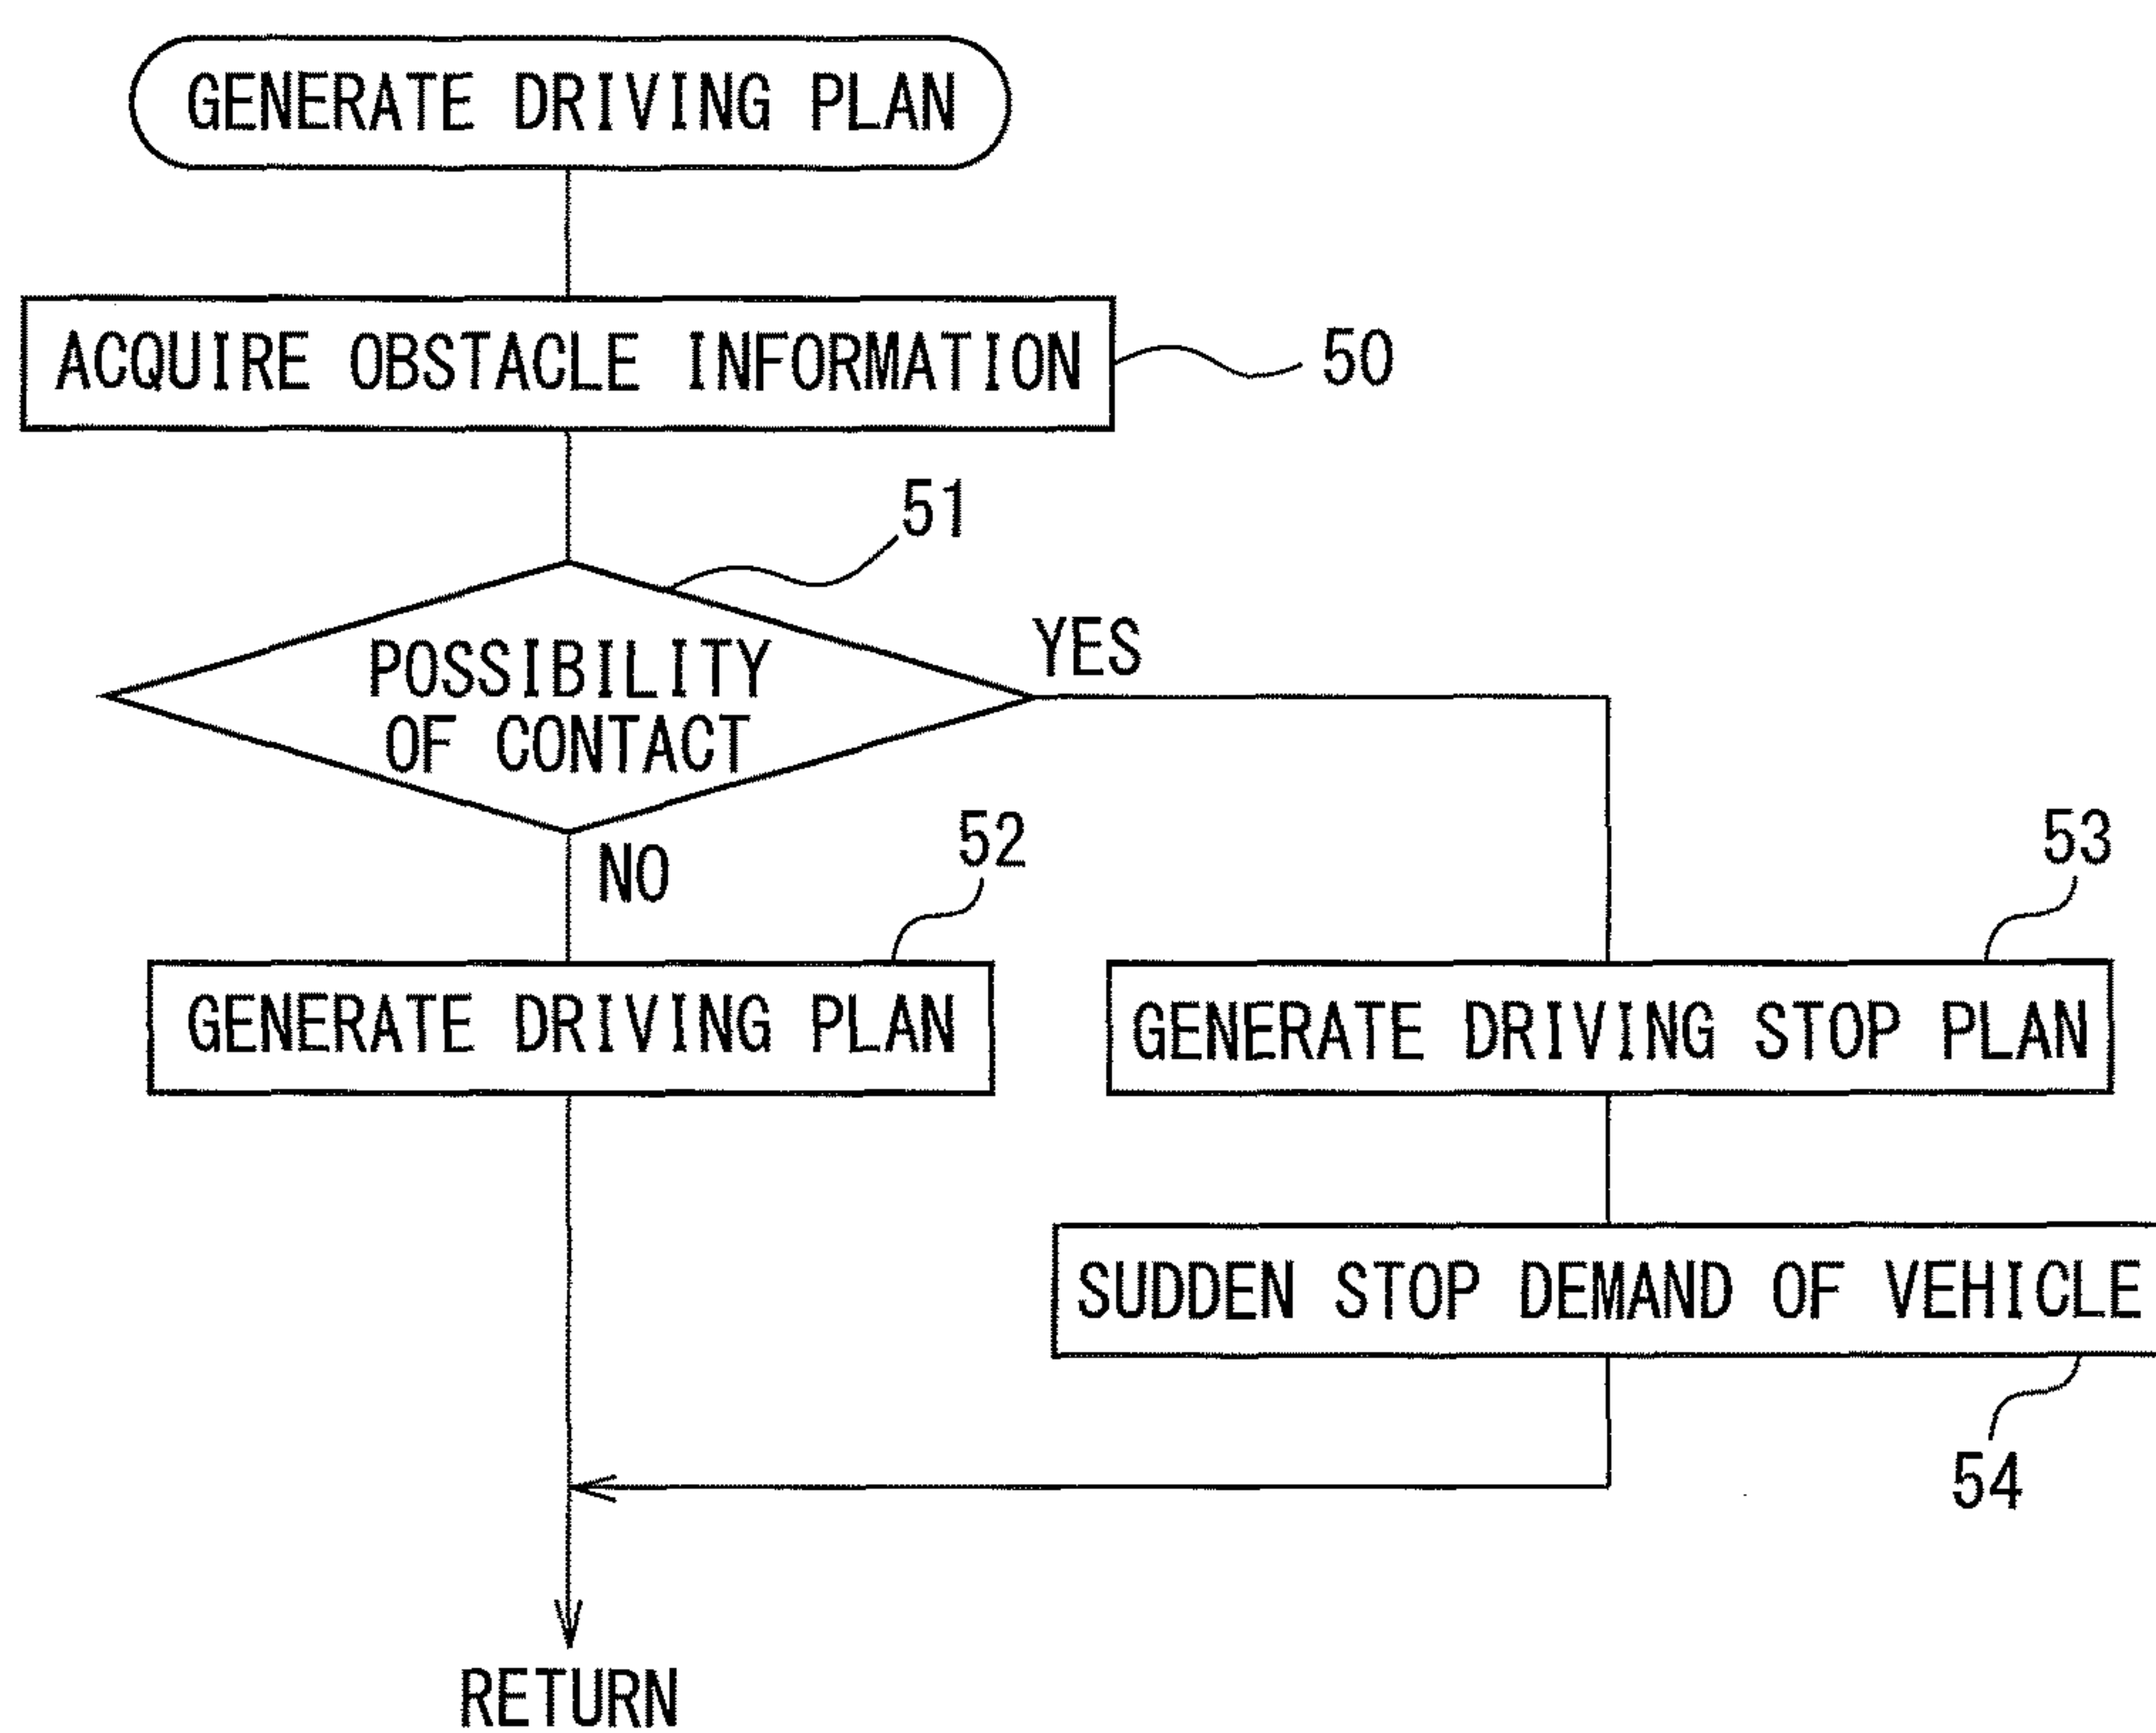 GENERATE DRIVING PLAN
ACQUIRE OBSTACLE INFORMATION
50
51
POSSIBILITY
OF CONTACT
YES
NO
52
53
GENERATE DRIVING PLAN
GENERATE DRIVING STOP PLAN
SUDDEN STOP DEMAND OF VEHICLE
54
RETURN